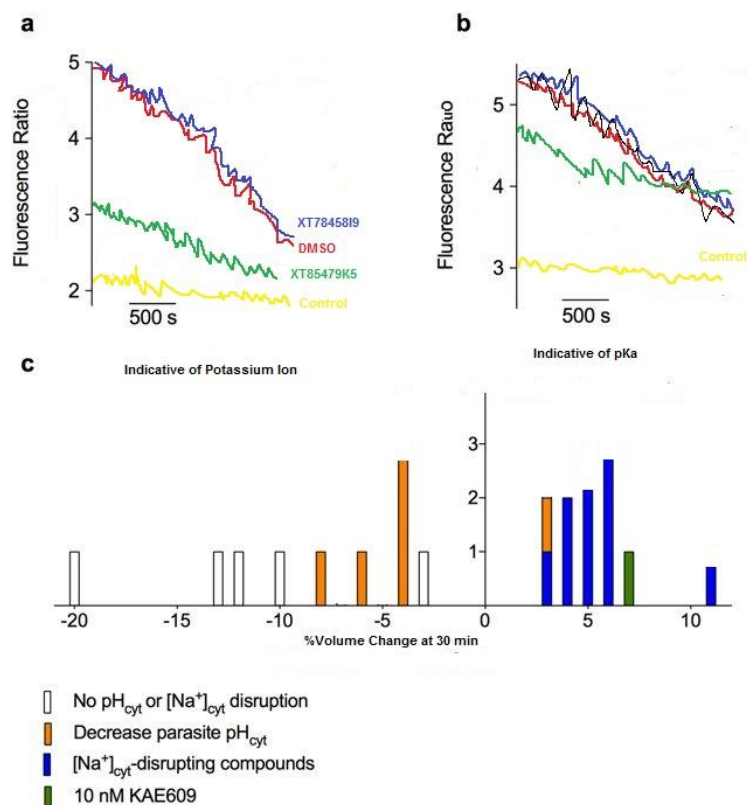 a
b
5
4
3
2
Fluorescence Ratio
XT78458I9
DMSO
XT85479K5
Control
500 s
5
4
3
Fluorescence RauO
Control
500 s
Indicative of Potassium Ion
Indicative of pKa
c
3
2
1
-20
-15
-10
-5
0
5
10
%Volume Change at 30 min
No pHcyt or [Na+]cyt disruption
Decrease parasite pHcyt
[Na+]cyt-disrupting compounds
10 nM KAE609